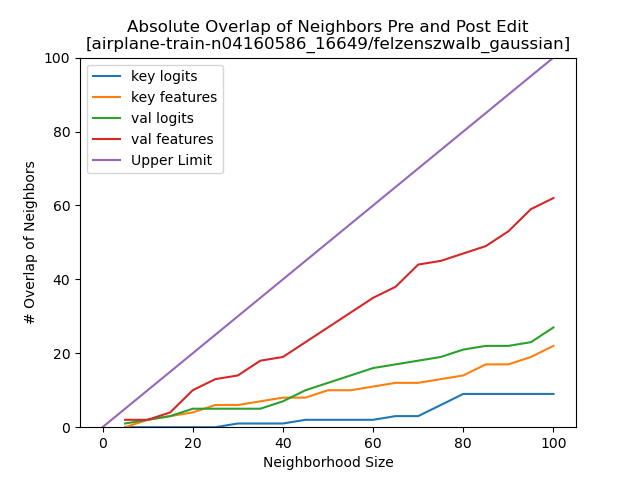 Absolute Overlap of Neighbors Pre and Post Edit
[airplane-train-n04160586_16649/felzenszwalb_gaussian]
key logits
key features
val logits
val features
Upper Limit
# Overlap of Neighbors
100
80
60
40
20
0
0 20 40 60 80 100
Neighborhood Size